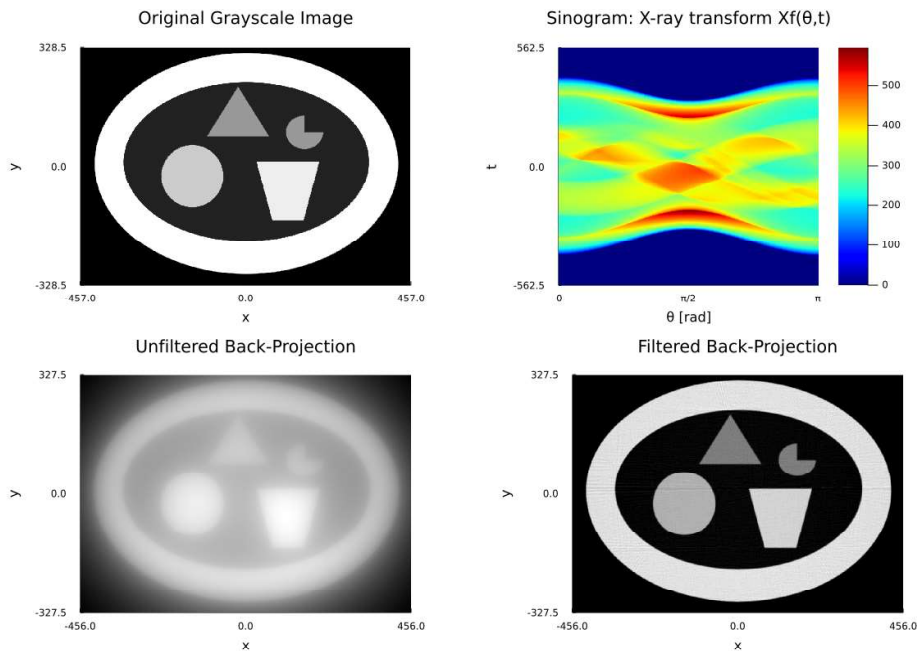 Original Grayscale Image
328.5
y
0.0
-328.5
-457.0
0.0
457.0
x
Sinogram: X-ray transform Xf(θ,t)
562.5
t
0.0
-562.5
0
π/2
π
θ [rad]
500
400
300
200
100
0
Unfiltered Back-Projection
327.5
y
0.0
-327.5
-456.0
0.0
456.0
x
Filtered Back-Projection
327.5
y
0.0
-327.5
-456.0
0.0
456.0
x